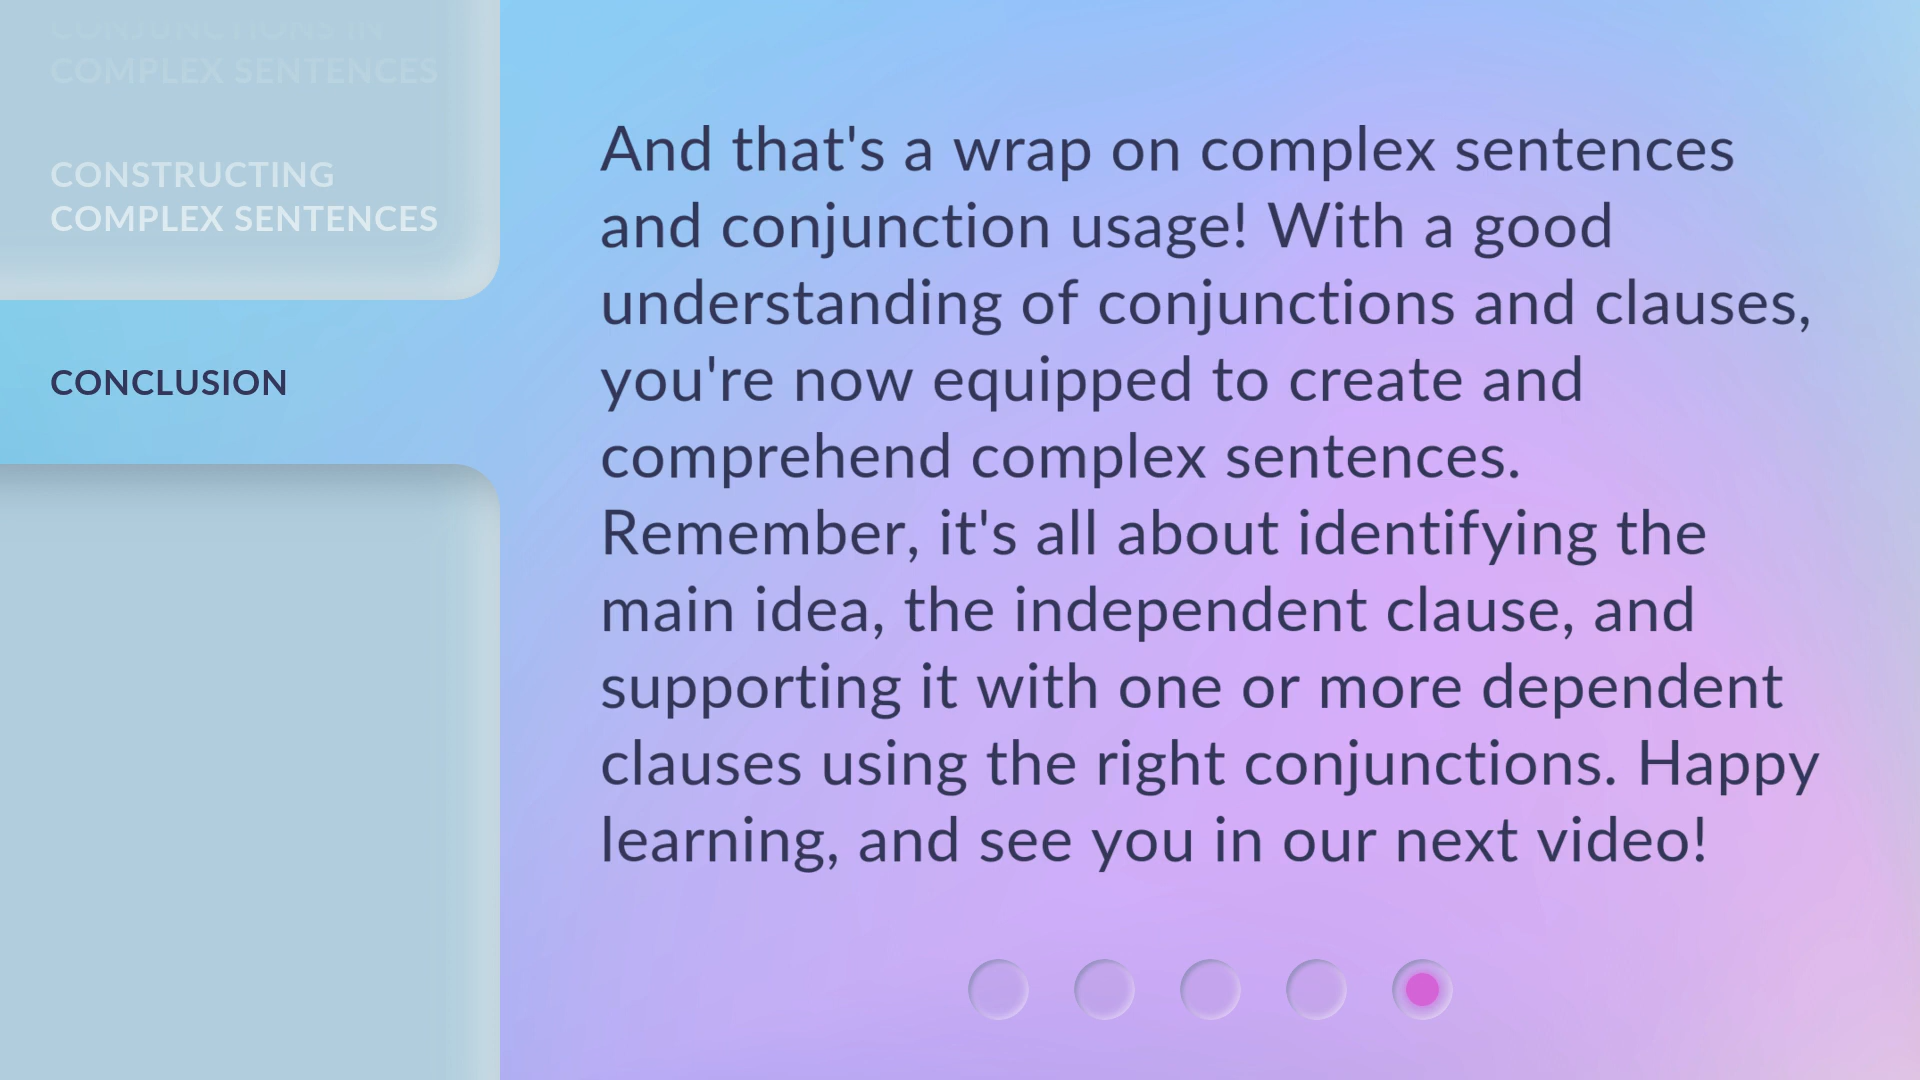 CONJUNCTIONS IN
COMPLEX SENTENCES
CONSTRUCTING
COMPLEX SENTENCES
CONCLUSION
And that's a wrap on complex sentences
and conjunction usage! With a good
understanding of conjunctions and clauses,
you're now equipped to create and
comprehend complex sentences.
Remember, it's all about identifying the
main idea, the independent clause, and
supporting it with one or more dependent
clauses using the right conjunctions. Happy
learning, and see you in our next video!